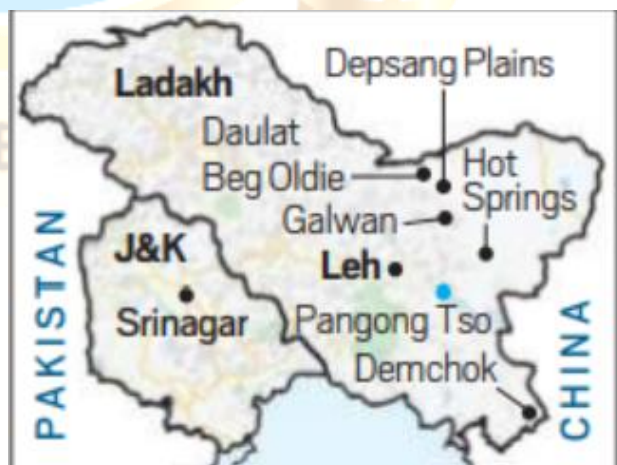 Depsang Plains
Ladakh
Daulat
Beg Oldie
Hot
Springs
Galwan
J&K
Leh
Srinagar
Pangong Tso
Demchok
PAKISTAN
CHINA